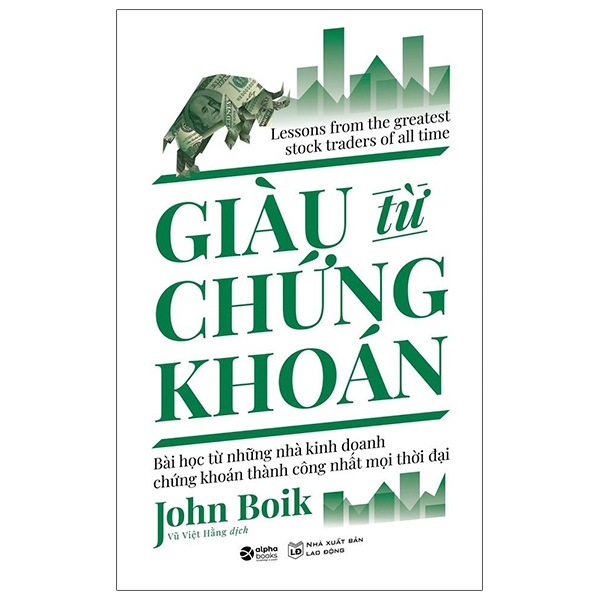 Lessons from the greatest
stock traders of all time
GIÀU từ
CHỨNG
KHOÁN
Bài học từ những nhà kinh doanh
chứng khoán thành công nhất mọi thời đại
John Boik
Vũ Việt Hằng dịch
alpha
books
NHÀ XUẤT BẢN
LAO ĐỘNG